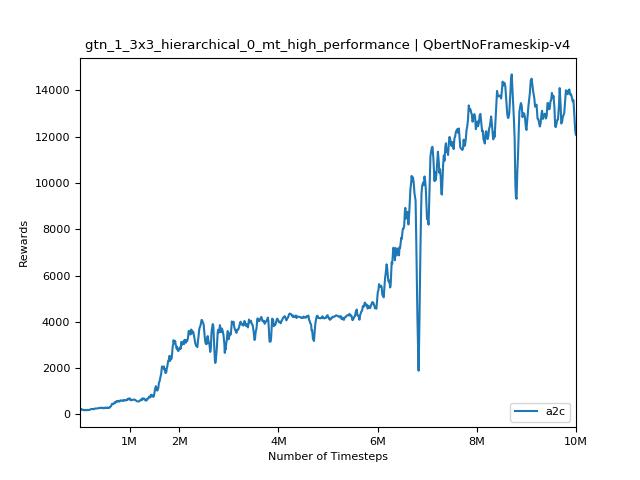 gtn_1_3x3_hierarchical_0_mt_high_performance | QbertNoFrameskip-v4
14000
12000
10000
8000
6000
4000
2000
0
Rewards
1M 2M 4M 6M 8M 10M
Number of Timesteps
a2c